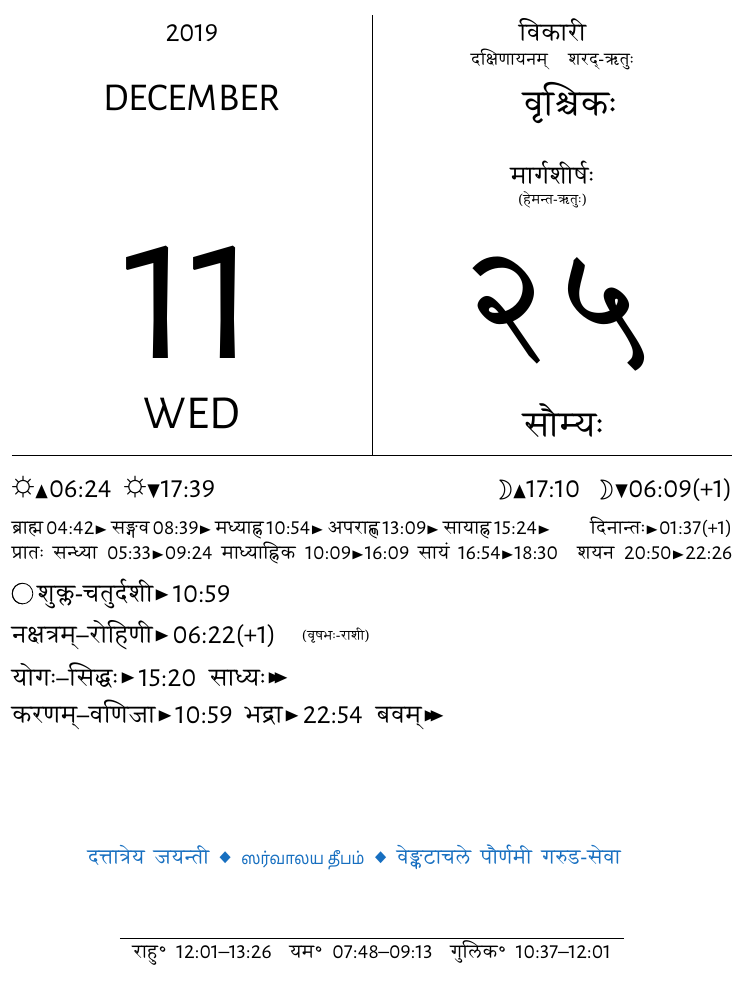 2019
DECEMBER
11
WED
विकारी
दक्षिणायनम् शरद्-ऋतुः
वृश्चिकः
मार्गशीर्षः
(हेमन्त-ऋतुः)
२५
सौम्यः
☼▲06:24 ☼▼17:39 ☽▲17:10 ☽▼06:09(+1)
ब्राह्म 04:42► सङ्गव 08:39► मध्याह्न 10:54► अपराह्ण 13:09► सायाह्न 15:24► दिनान्तः►01:37(+1)
प्रातः सन्ध्या 05:33►09:24 माध्याह्निक 10:09►16:09 सायं 16:54►18:30 शयन 20:50►22:26
◯ शुक्ल-चतुर्दशी►10:59
नक्षत्रम्–रोहिणी►06:22(+1) (वृषभः-राशी)
योगः–सिद्धः►15:20 साध्यः►►
करणम्–वणिजा►10:59 भद्रा►22:54 बवम्►►
दत्तात्रेय जयन्ती ◆ ஸர்வாலய தீபம் ◆ वेङ्कटाचले पौर्णमी गरुड-सेवा
राहु॰ 12:01–13:26 यम॰ 07:48–09:13 गुलिक॰ 10:37–12:01